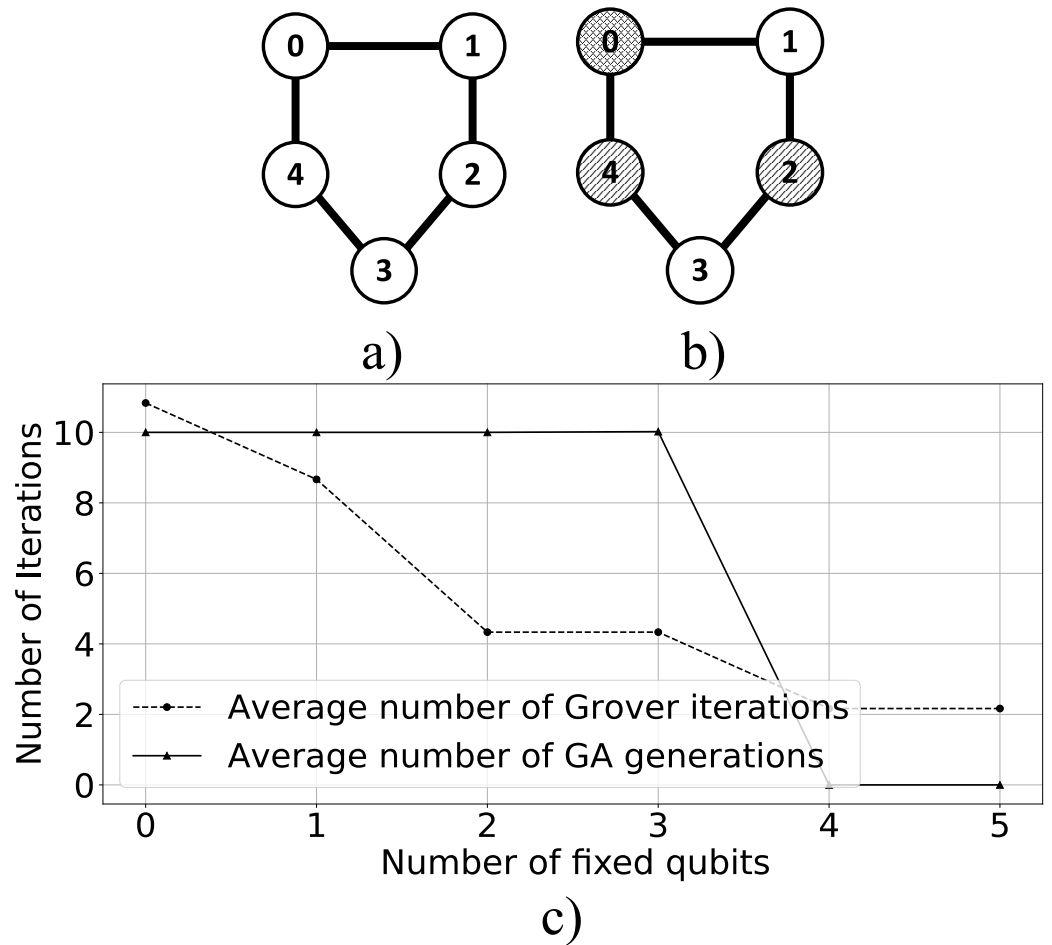 0 1
4 2
3
a)
0 1
4 2
3
b)
Number of Iterations
10
8
6
4
2
0
Average number of Grover iterations
Average number of GA generations
0 1 2 3 4 5
Number of fixed qubits
c)